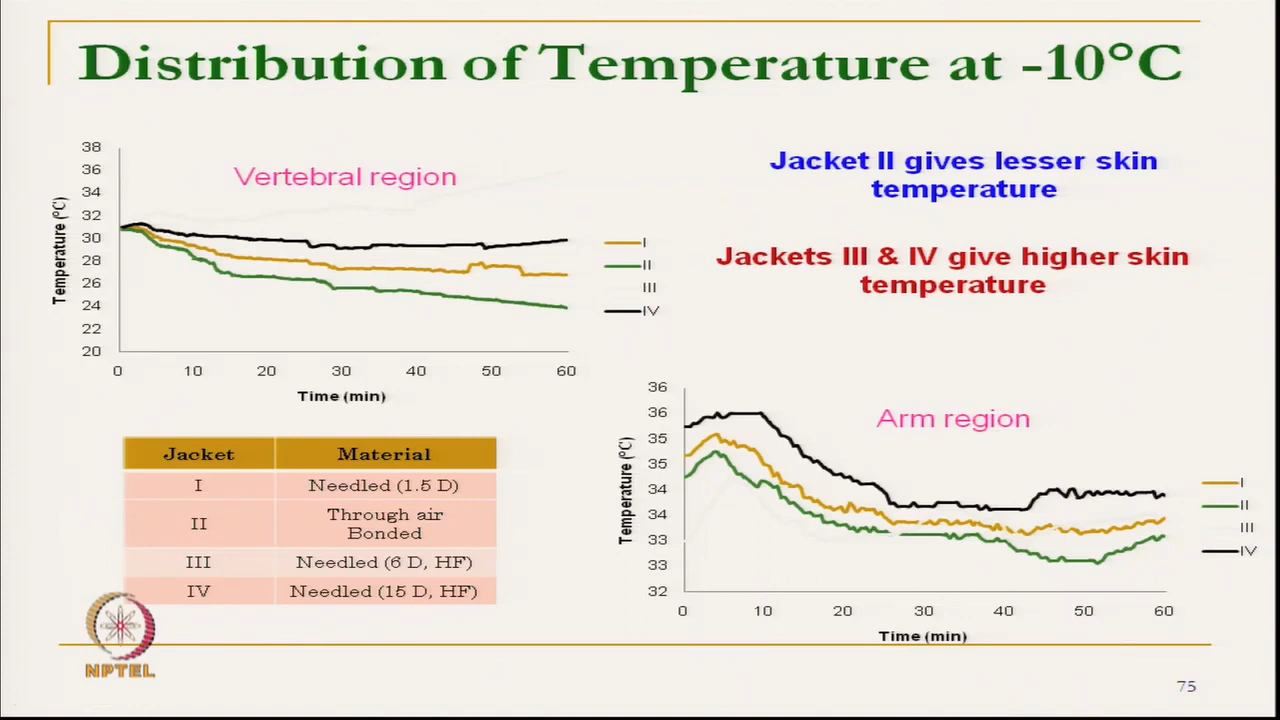 Distribution of Temperature at -10°C
38
36
34
32
30
28
26
24
22
20
Temperature (°C)
Vertebral region
0 10 20 30 40 50 60
Time (min)
I
II
III
IV
Jacket II gives lesser skin
temperature
Jackets III & IV give higher skin
temperature
Jacket Material
I Needled (1.5 D)
II Through air
Bonded
III Needled (6 D, HF)
IV Needled (15 D, HF)
36
36
35
35
34
34
33
33
32
Temperature (°C)
Arm region
0 10 20 30 40 50 60
Time (min)
I
II
III
IV
NPTEL
75